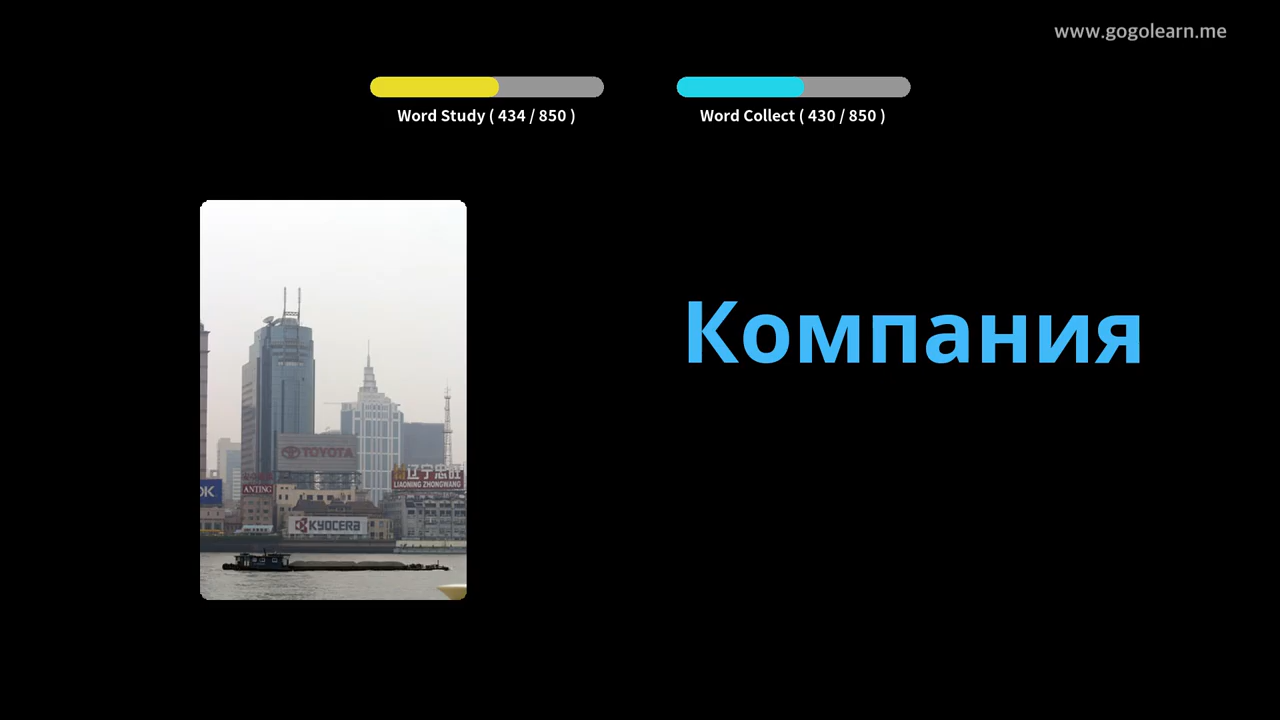 www.gogolearn.me
Word Study ( 434 / 850 )
Word Collect ( 430 / 850 )
Компания
TOYOTA
辽宁忠旺
LIAONING ZHONGWANG
OK
ANTING
KYOCERA